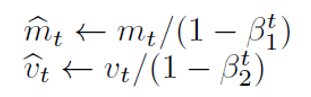 m̂_t ← m_t/(1 − β_1^t)
v̂_t ← v_t/(1 − β_2^t)